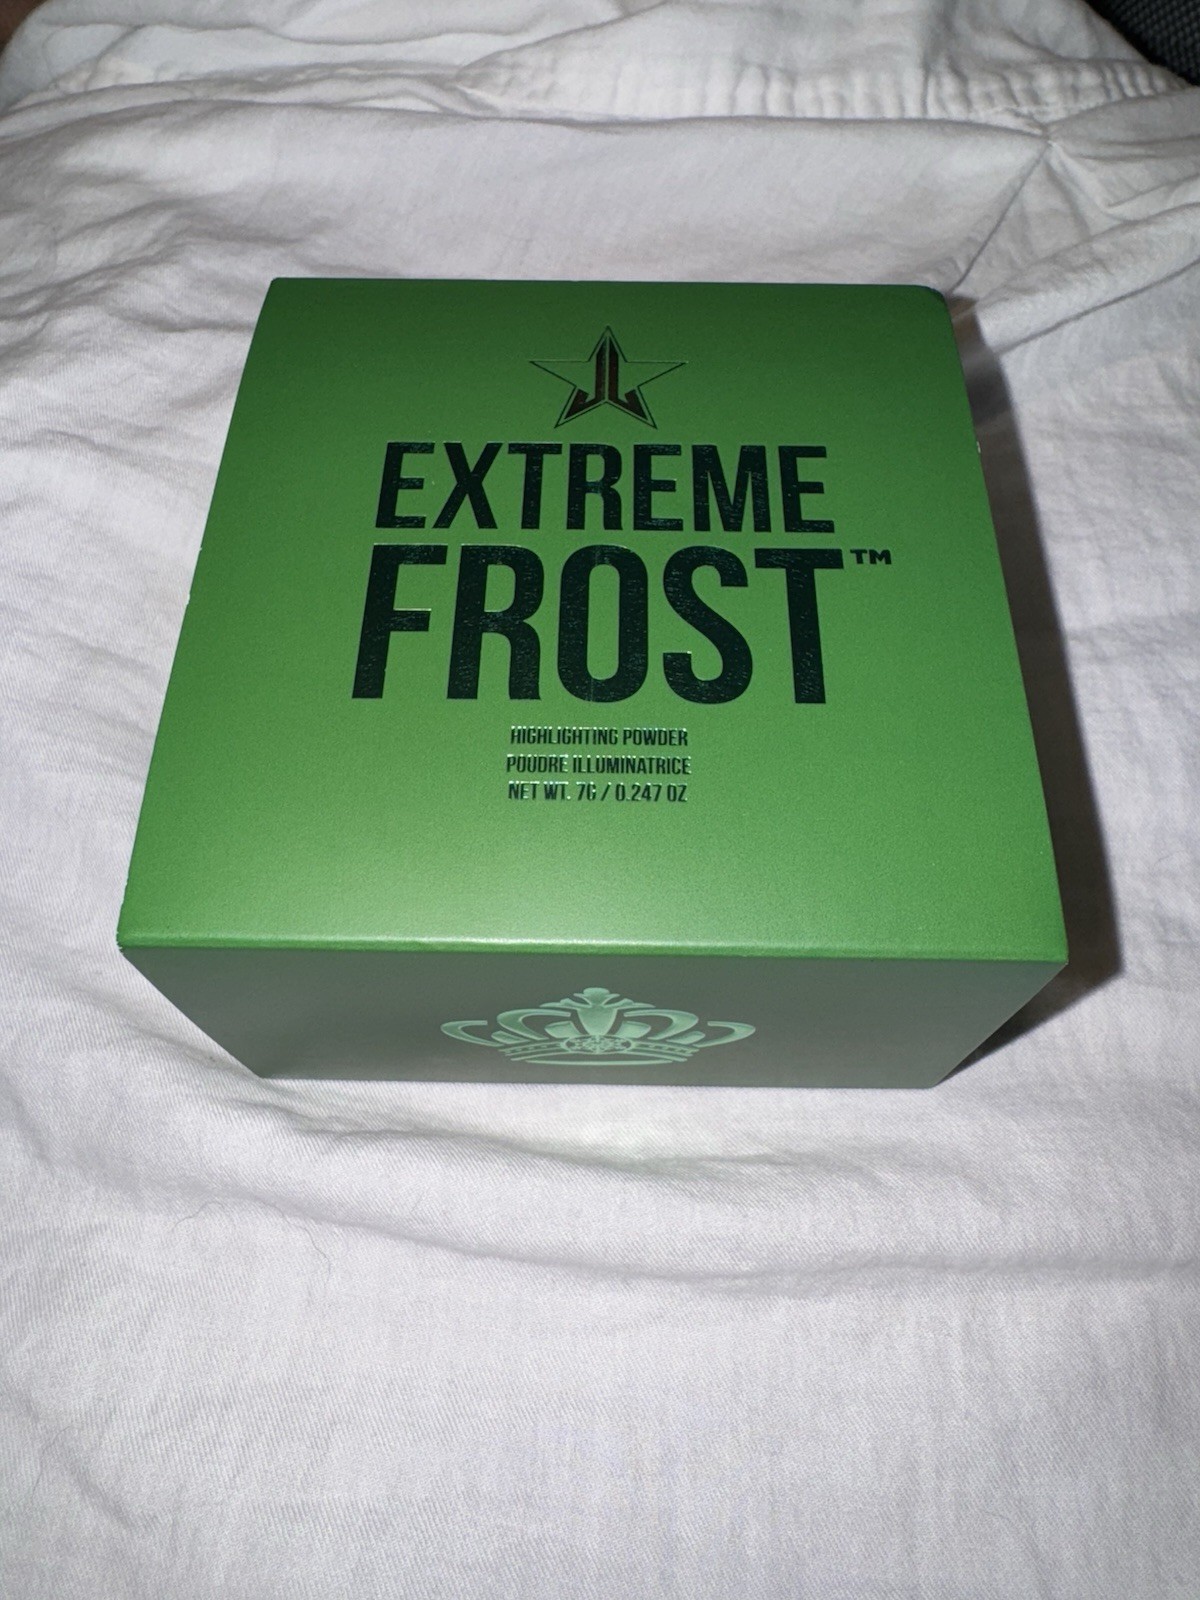 EXTREME
FROST™
HIGHLIGHTING POWDER
POUDRE ILLUMINATRICE
NET WT. 7G / 0.247 OZ